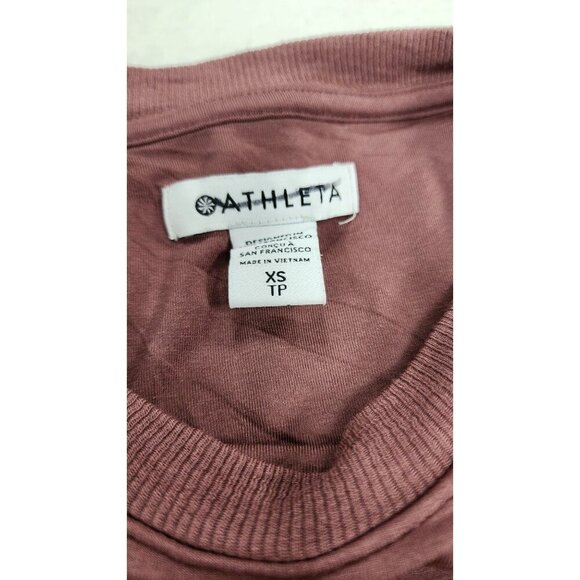 ATHLETA
DESIGNED IN
SAN FRANCISCO
CONÇU À
SAN FRANCISCO
MADE IN VIETNAM
XS
TP